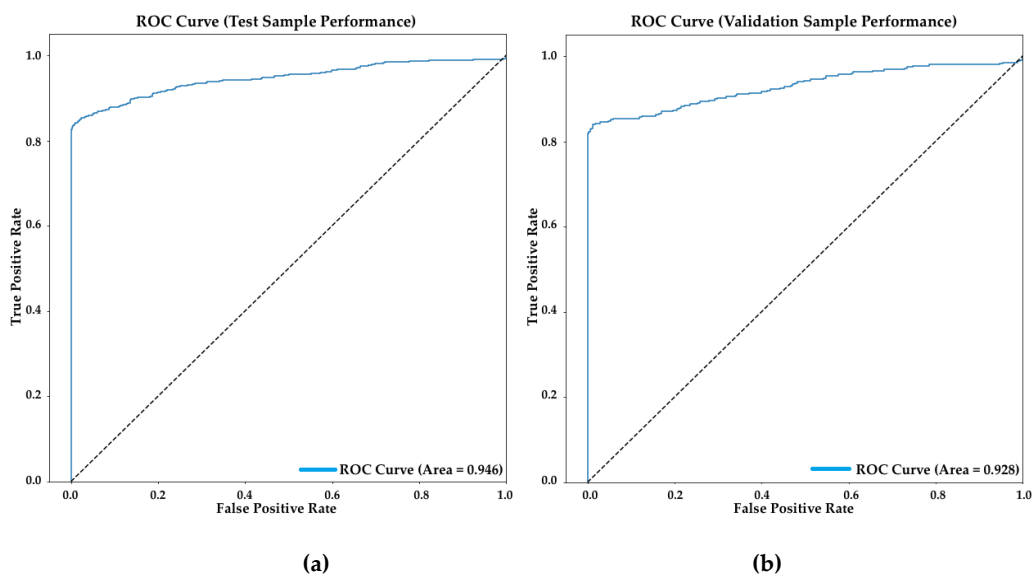 ROC Curve (Test Sample Performance)
1.0
0.8
0.6
0.4
0.2
0.0
True Positive Rate
ROC Curve (Area = 0.946)
0.0 0.2 0.4 0.6 0.8 1.0
False Positive Rate
(a)
ROC Curve (Validation Sample Performance)
1.0
0.8
0.6
0.4
0.2
0.0
True Positive Rate
ROC Curve (Area = 0.928)
0.0 0.2 0.4 0.6 0.8 1.0
False Positive Rate
(b)